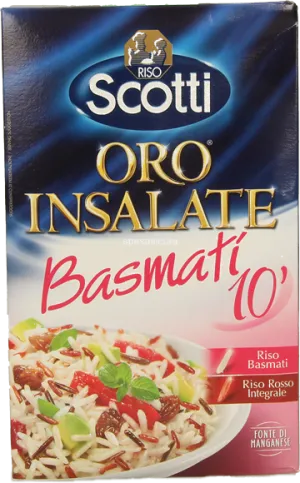 RISO
Scotti
ORO®
INSALATE
Basmati
10'
Riso
Basmati
Riso Rosso
Integrale
FONTE DI
MANGANESE